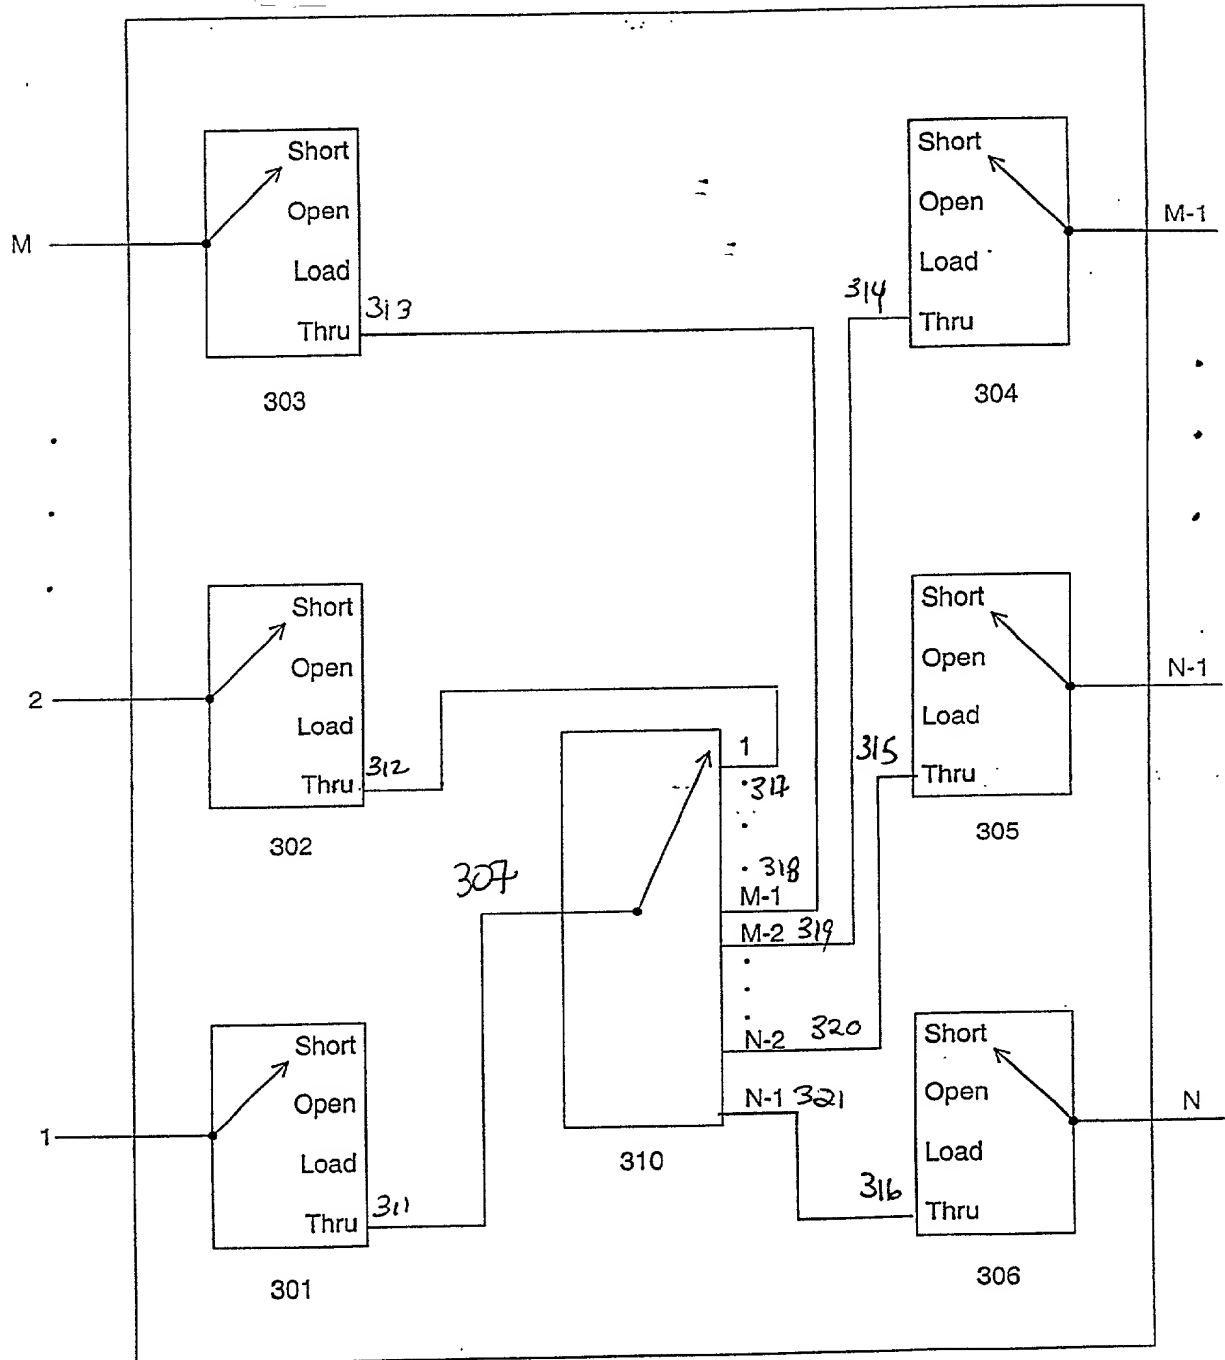 Short
Open
Load
Thru
M
313
303
Short
Open
Load
Thru
M-1
314
304
Short
Open
Load
Thru
2
312
302
Short
Open
Load
Thru
N-1
315
305
307
1
317
318
M-1
M-2 319
N-2 320
N-1 321
310
Short
Open
Load
Thru
1
311
301
Short
Open
Load
Thru
N
316
306